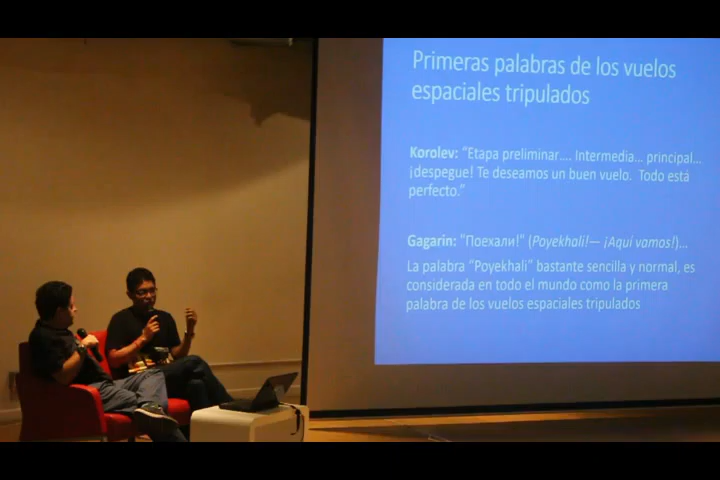 Primeras palabras de los vuelos
espaciales tripulados
Korolev: “Etapa preliminar.... Intermedia... principal...
¡despegue! Te deseamos un buen vuelo. Todo está
perfecto.”
Gagarin: "Поехали!" (Poyekhali!— ¡Aquí vamos!)...
La palabra “Poyekhali” bastante sencilla y normal, es
considerada en todo el mundo como la primera
palabra de los vuelos espaciales tripulados